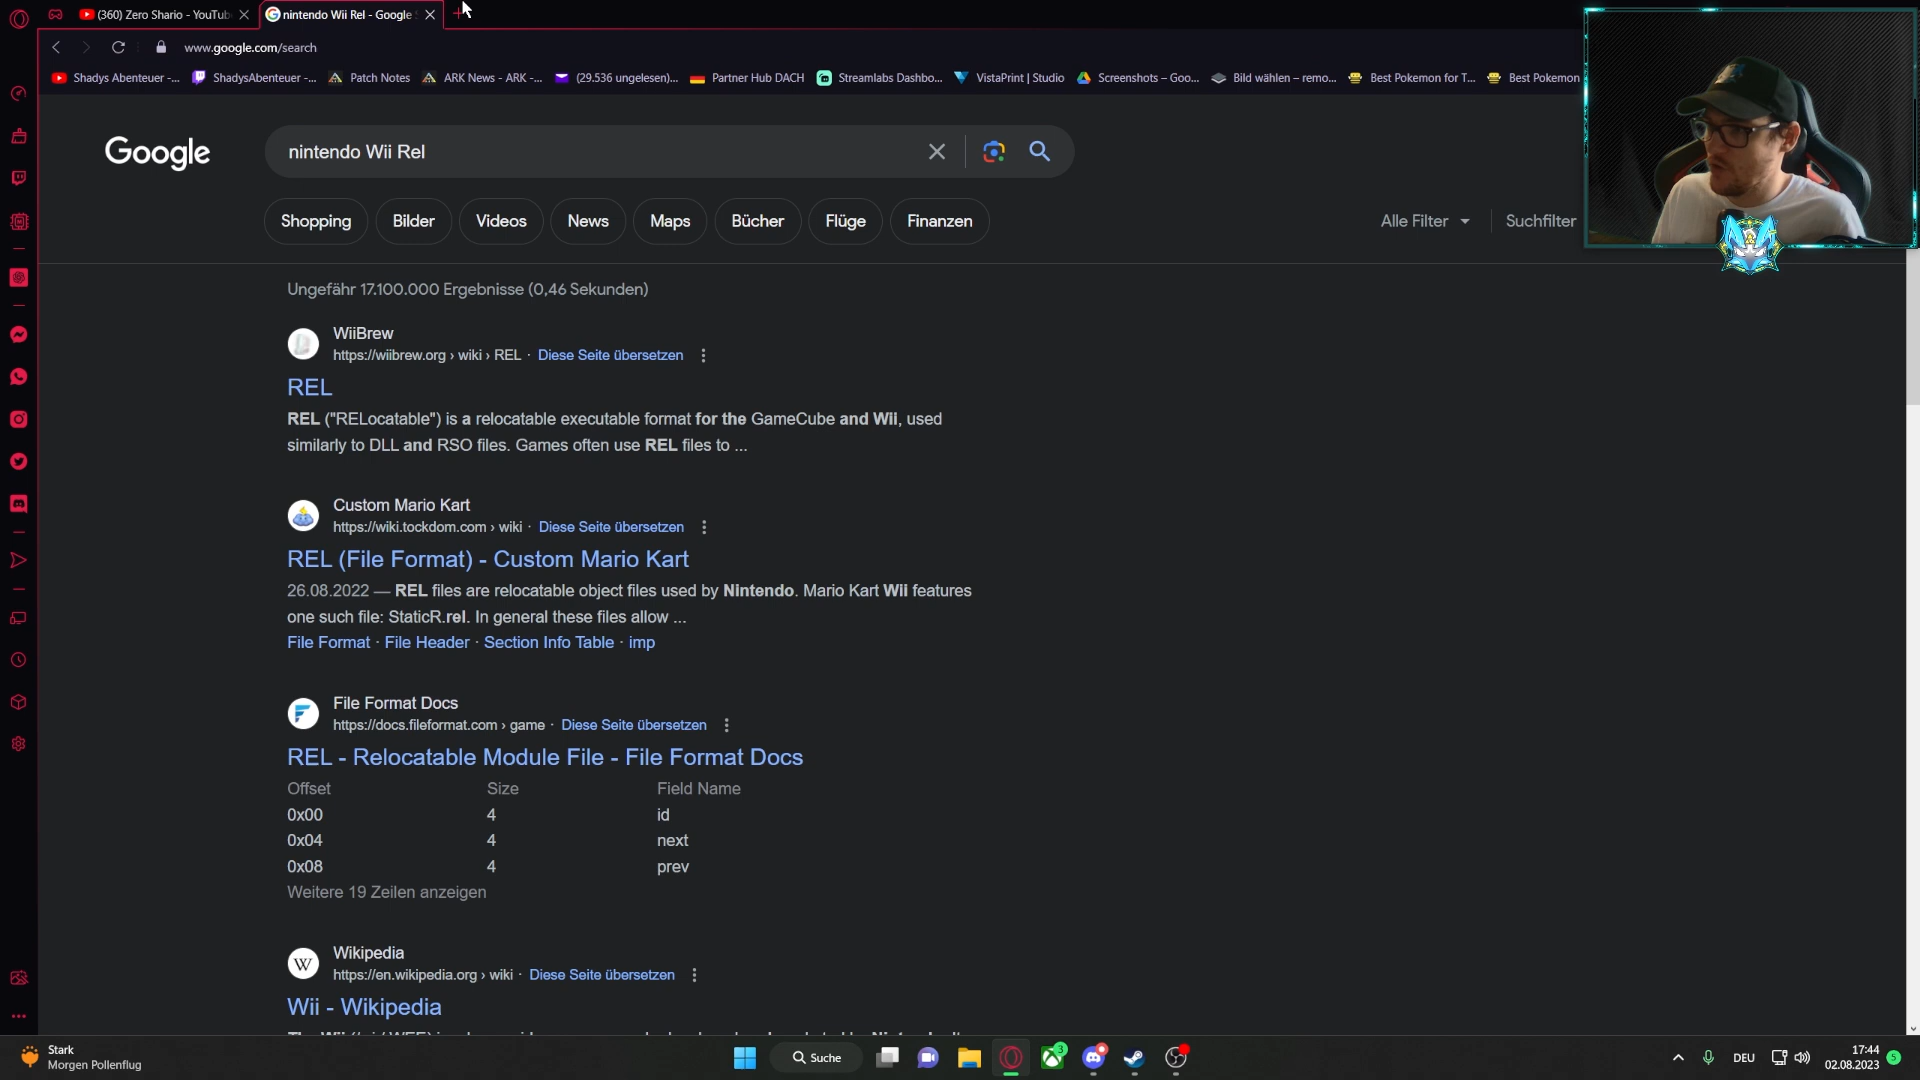 (360) Zero Shario - YouTub
nintendo Wii Rel - Google
www.google.com/search
Shadys Abenteuer -...
ShadysAbenteuer -...
Patch Notes
ARK News - ARK -...
(29.536 ungelesen)...
Partner Hub DACH
Streamlabs Dashbo...
VistaPrint | Studio
Screenshots – Goo...
Bild wählen – remo...
Best Pokemon for T...
Best Pokemon
Google
nintendo Wii Rel
Shopping
Bilder
Videos
News
Maps
Bücher
Flüge
Finanzen
Alle Filter
Suchfilter
Ungefähr 17.100.000 Ergebnisse (0,46 Sekunden)
WiiBrew
https://wiibrew.org › wiki › REL · Diese Seite übersetzen
REL
REL ("RELocatable") is a relocatable executable format for the GameCube and Wii, used
similarly to DLL and RSO files. Games often use REL files to ...
Custom Mario Kart
https://wiki.tockdom.com › wiki · Diese Seite übersetzen
REL (File Format) - Custom Mario Kart
26.08.2022 — REL files are relocatable object files used by Nintendo. Mario Kart Wii features
one such file: StaticR.rel. In general these files allow ...
File Format · File Header · Section Info Table · imp
File Format Docs
https://docs.fileformat.com › game · Diese Seite übersetzen
REL - Relocatable Module File - File Format Docs
Offset Size Field Name
0x00 4 id
0x04 4 next
0x08 4 prev
Weitere 19 Zeilen anzeigen
W
Wikipedia
https://en.wikipedia.org › wiki · Diese Seite übersetzen
Wii - Wikipedia
Stark
Morgen Pollenflug
Suche
3
DEU
17:44
02.08.2023
5